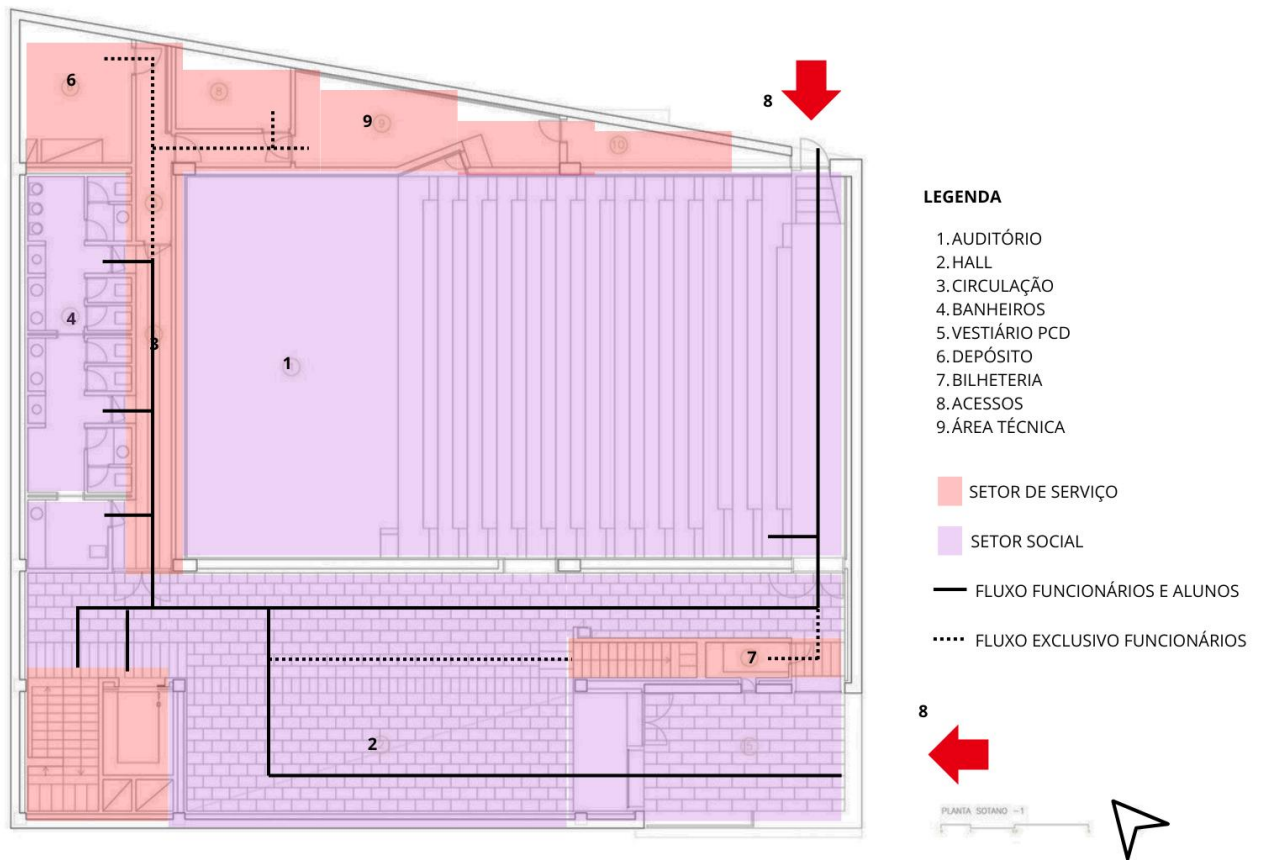 8
6
8
9
9
10
4
3
1
LEGENDA
1.AUDITÓRIO
2.HALL
3.CIRCULAÇÃO
4.BANHEIROS
5.VESTIÁRIO PCD
6.DEPÓSITO
7.BILHETERIA
8.ACESSOS
9.ÁREA TÉCNICA
SETOR DE SERVIÇO
SETOR SOCIAL
FLUXO FUNCIONÁRIOS E ALUNOS
FLUXO EXCLUSIVO FUNCIONÁRIOS
7
2
8
PLANTA SOTANO -1